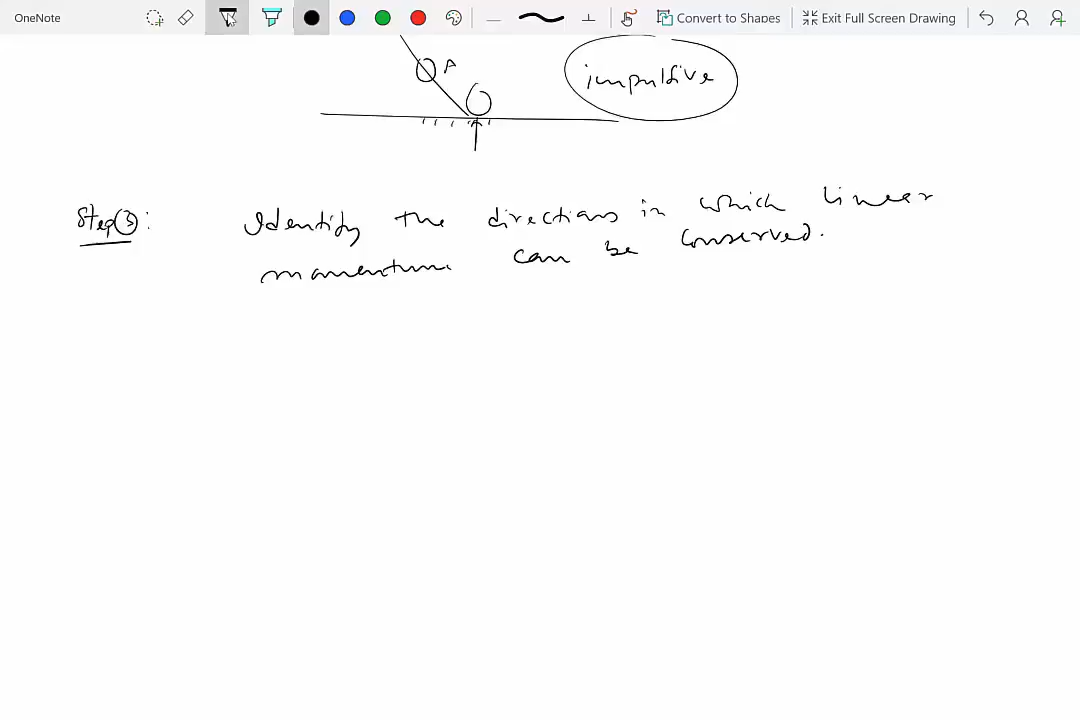 OneNote
Convert to Shapes
Exit Full Screen Drawing
A
impulsive
Step ③: Identify the directions in which linear
momentum can be conserved.